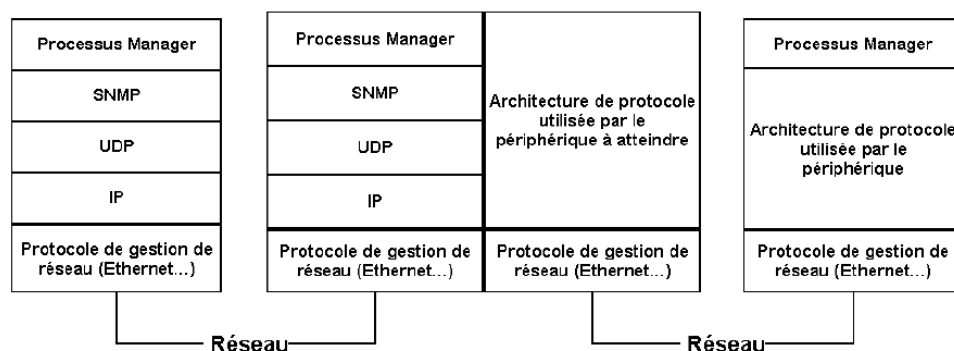 Processus Manager
SNMP
UDP
IP
Protocole de gestion de
réseau (Ethernet...)
Processus Manager
SNMP
UDP
IP
Protocole de gestion de
réseau (Ethernet...)
Architecture de protocole
utilisée par le
périphérique à atteindre
Protocole de gestion de
réseau (Ethernet...)
Processus Manager
Architecture de protocole
utilisée par le
périphérique
Protocole de gestion de
réseau (Ethernet...)
Réseau
Réseau